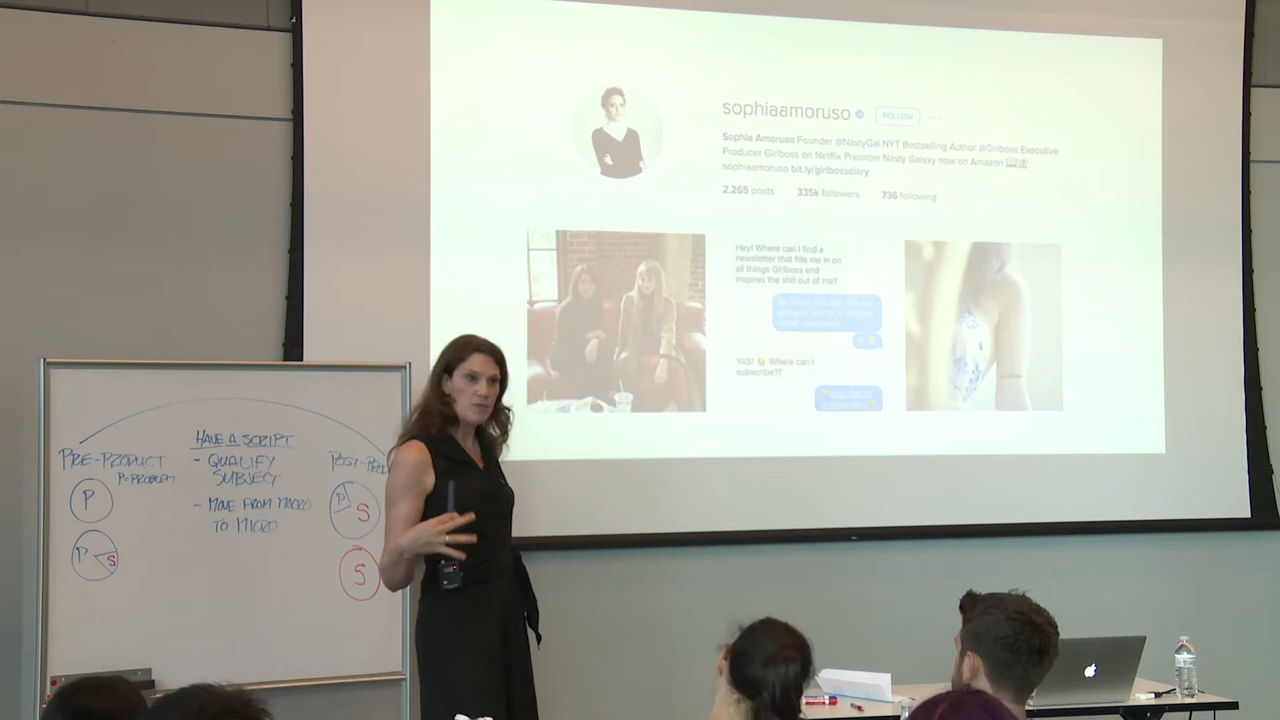 sophiaamoruso FOLLOW
Sophia Amoruso Founder @NastyGal NYT Bestselling Author @Girlboss Executive
Producer Girlboss on Netflix Preorder Nasty Galaxy now on Amazon
sophiaamoruso bit.ly/girlbossdiary
2,265 posts 335k followers 736 following
Hey! Where can I find a
newsletter that fills me in on
all things Girlboss and
inspires the shit out of me?
YAS! Where can I
subscribe??
HAVE A SCRIPT
PRE-PRODUCT
P=PROBLEM
- QUALIFY
SUBJECT
- MOVE FROM MACRO
TO MICRO
P
P S
POST-PROD
P S
S